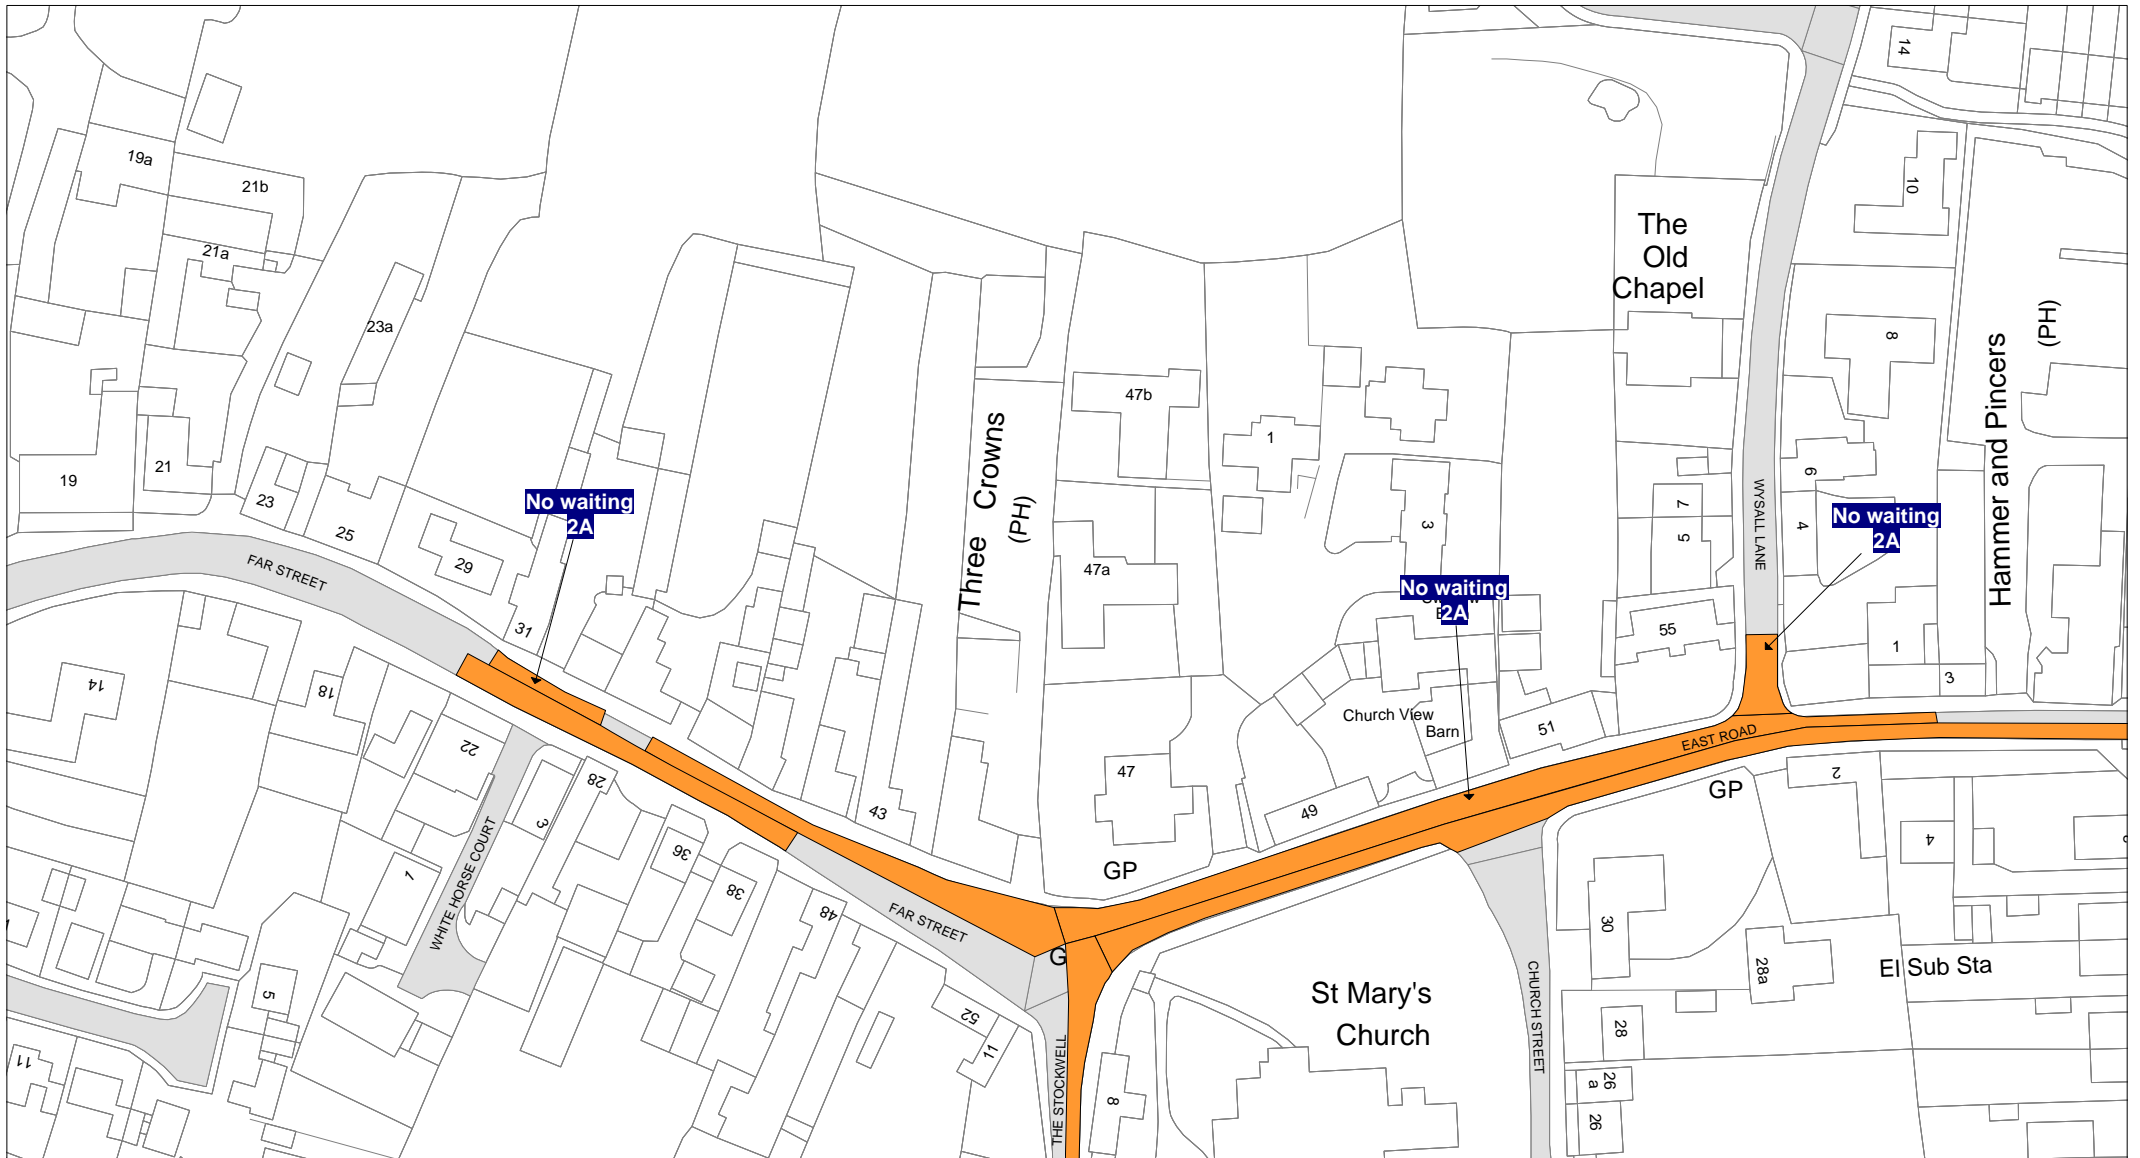 14
19a
21b
10
21a
The
Old
Chapel
23a
8
(PH)
Hammer and Pincers
47b
Three Crowns
(PH)
1
6
19
21
23
25
3
7
5
4
No waiting
2A
No waiting
2A
WYSALL LANE
FAR STREET
29
47a
No waiting
2A
31
55
1
3
14
18
22
Church View
Barn
51
EAST ROAD
28
3
47
2
GP
43
49
36
4
1
38
GP
48
WHITE HORSE COURT
FAR STREET
30
G
5
St Mary's
Church
28a
El Sub Sta
CHURCH STREET
52
11
28
11
THE STOCKWELL
8
26
a
26